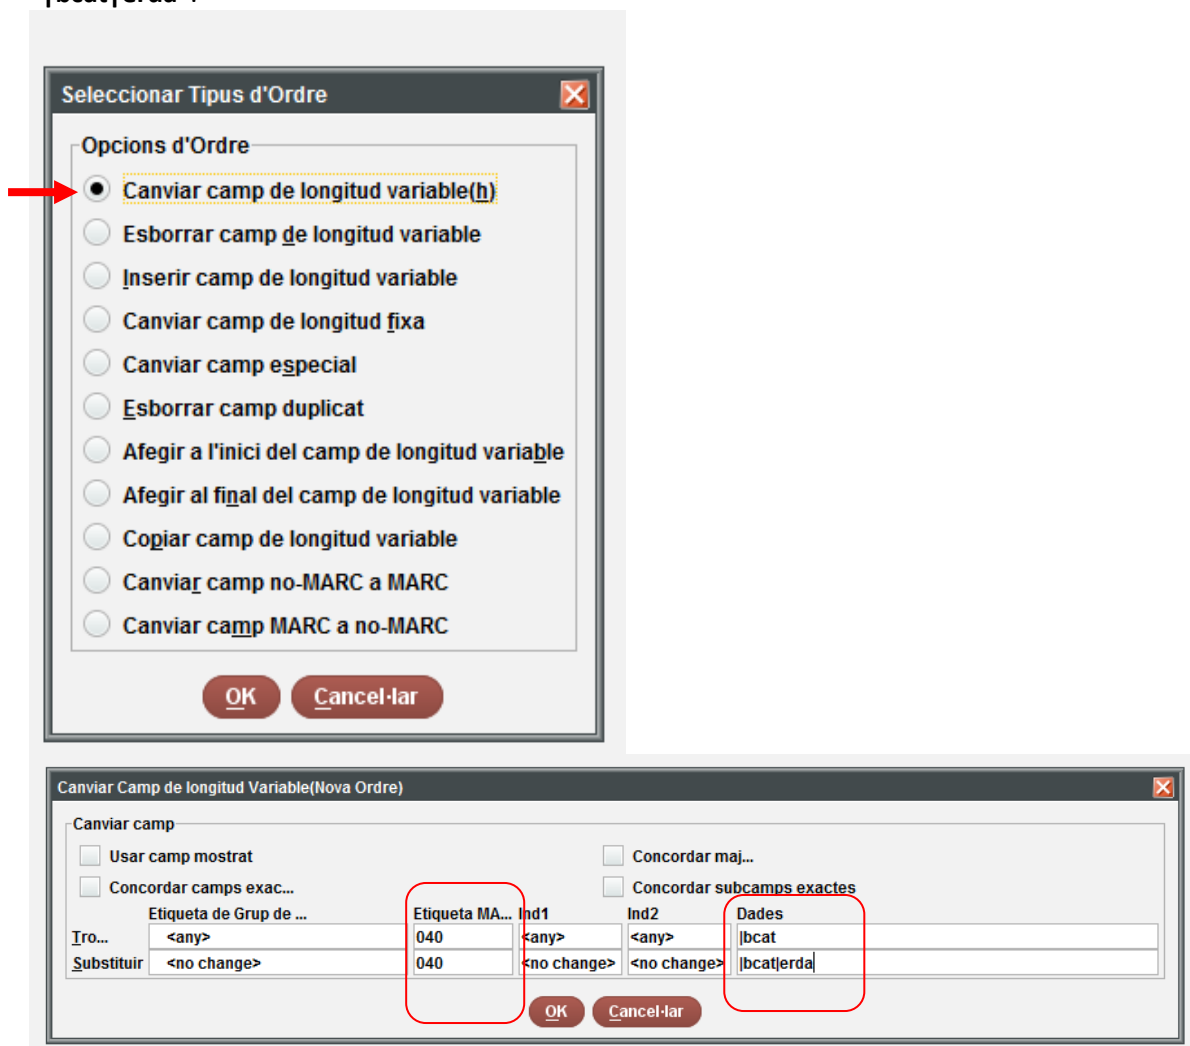 Seleccionar Tipus d'Ordre
Opcions d'Ordre
Canviar camp de longitud variable(h)
Esborrar camp de longitud variable
Inserir camp de longitud variable
Canviar camp de longitud fixa
Canviar camp especial
Esborrar camp duplicat
Afegir a l'inici del camp de longitud variable
Afegir al final del camp de longitud variable
Copiar camp de longitud variable
Canviar camp no-MARC a MARC
Canviar camp MARC a no-MARC
OK Cancel·lar
Canviar Camp de longitud Variable(Nova Ordre)
Canviar camp
Usar camp mostrat Concordar maj...
Concordar camps exac... Concordar subcamps exactes
Etiqueta de Grup de ... Etiqueta MA... Ind1 Ind2 Dades
Tro... <any> 040 <any> <any> |bcat
Substituir <no change> 040 <no change> <no change> |bcat|erda
OK Cancel·lar